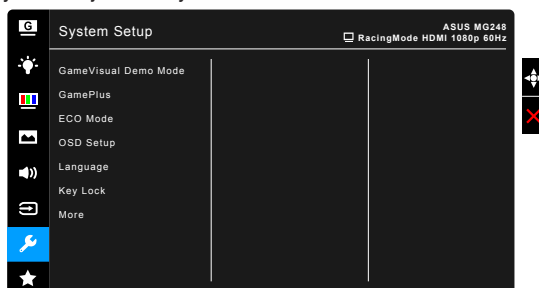 G
System Setup
ASUS MG248
RacingMode HDMI 1080p 60Hz
GameVisual Demo Mode
GamePlus
ECO Mode
OSD Setup
Language
Key Lock
More